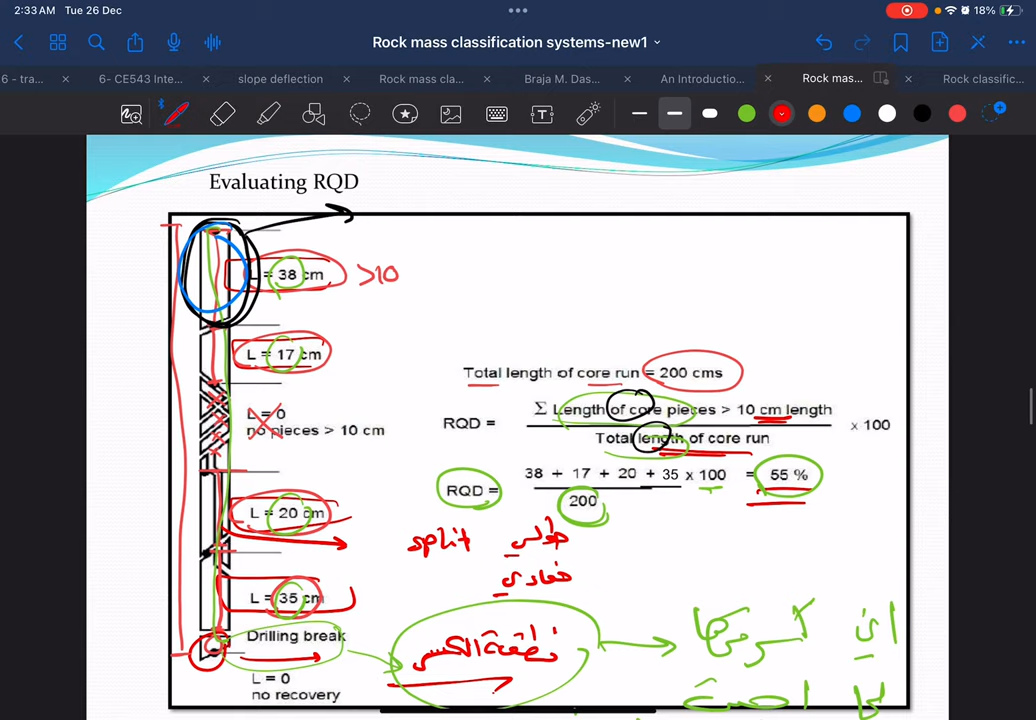 2:33 AM Tue 26 Dec
18%
Rock mass classification systems-new1
6 - tra...
6- CE543 Inte...
slope deflection
Rock mass cla...
Braja M. Das...
An Introductio...
Rock mas...
Rock classific...
Evaluating RQD
L = 38 cm >10
L = 17 cm
L = 0
no pieces > 10 cm
L = 20 cm
L = 35 cm
Drilling break
L = 0
no recovery
Total length of core run = 200 cms
RQD = Σ Length of core pieces > 10 cm length x 100
Total length of core run
RQD = 38 + 17 + 20 + 35 x 100 = 55 %
200
split طولي
منطقة الكسر